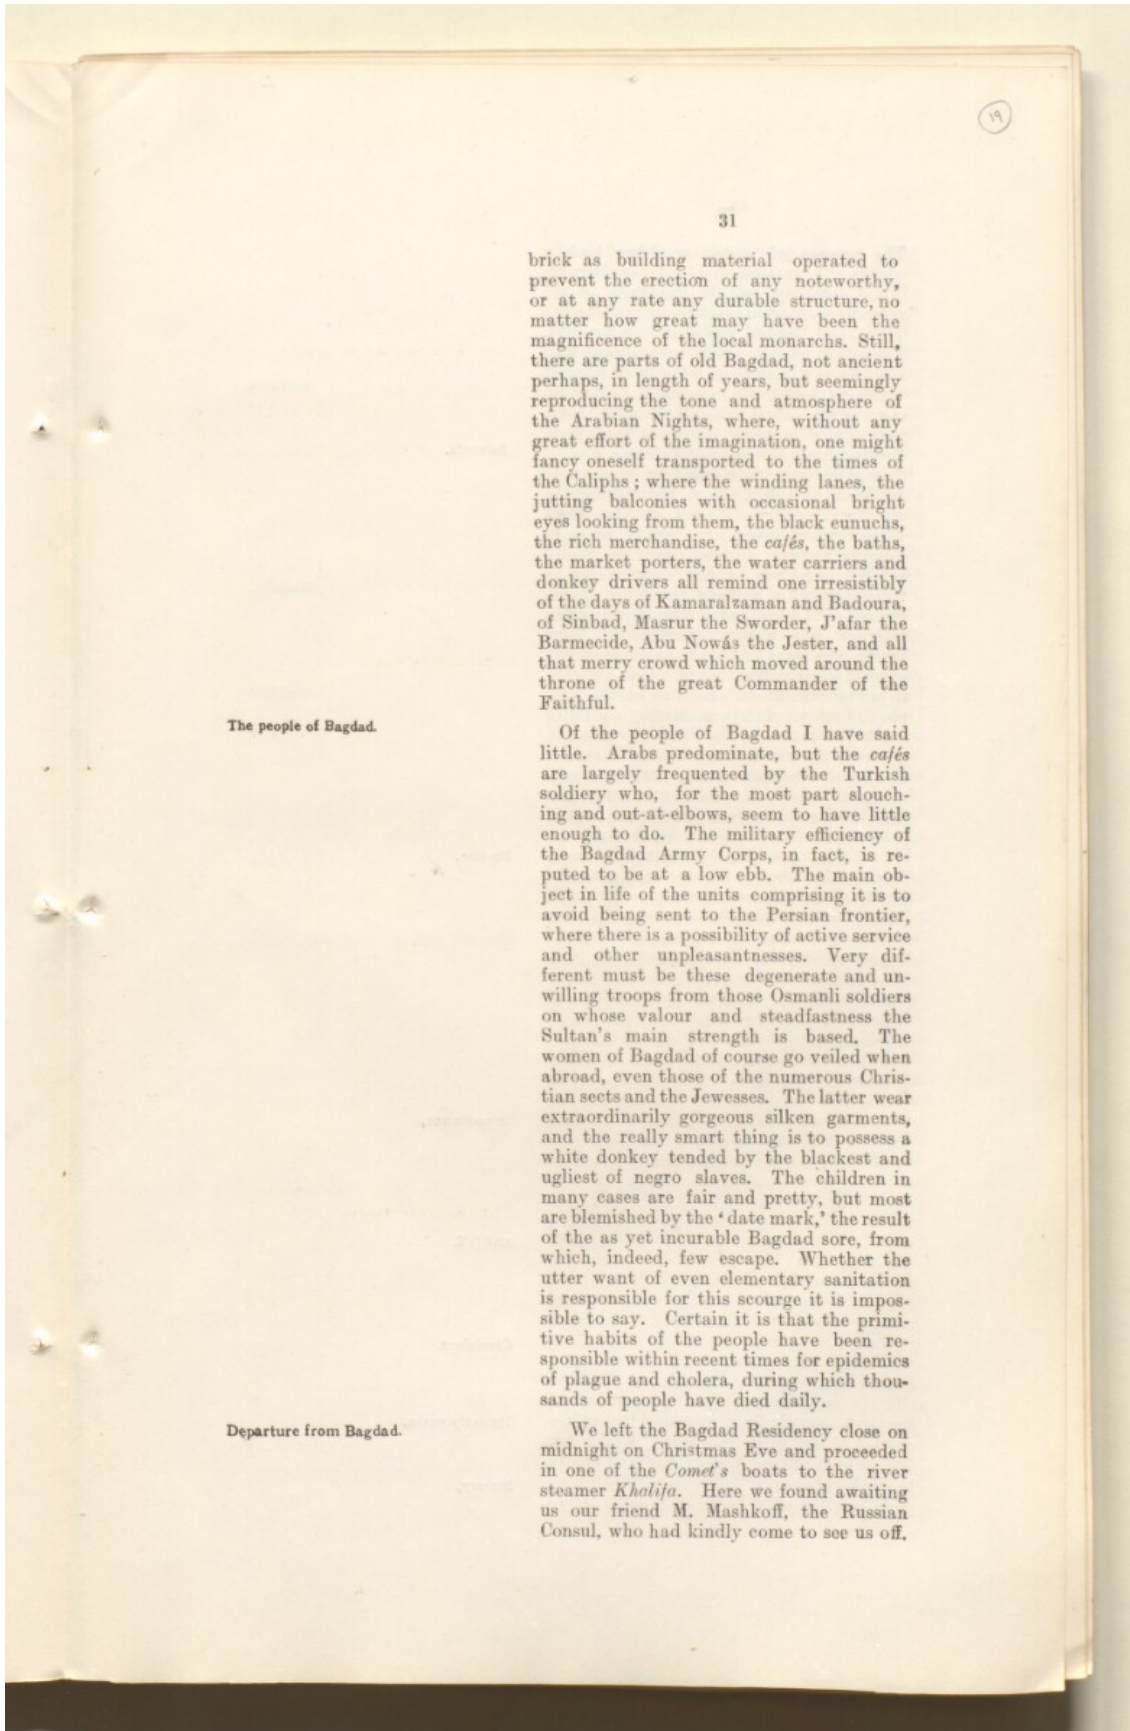 19
31
brick as building material operated to
prevent the erection of any noteworthy,
or at any rate any durable structure, no
matter how great may have been the
magnificence of the local monarchs. Still,
there are parts of old Bagdad, not ancient
perhaps, in length of years, but seemingly
reproducing the tone and atmosphere of
the Arabian Nights, where, without any
great effort of the imagination, one might
fancy oneself transported to the times of
the Caliphs ; where the winding lanes, the
jutting balconies with occasional bright
eyes looking from them, the black eunuchs,
the rich merchandise, the cafés, the baths,
the market porters, the water carriers and
donkey drivers all remind one irresistibly
of the days of Kamaralzaman and Badoura,
of Sinbad, Masrur the Sworder, J'afar the
Barmecide, Abu Nowás the Jester, and all
that merry crowd which moved around the
throne of the great Commander of the
Faithful.
The people of Bagdad.
Of the people of Bagdad I have said
little. Arabs predominate, but the cafés
are largely frequented by the Turkish
soldiery who, for the most part slouch-
ing and out-at-elbows, seem to have little
enough to do. The military efficiency of
the Bagdad Army Corps, in fact, is re-
puted to be at a low ebb. The main ob-
ject in life of the units comprising it is to
avoid being sent to the Persian frontier,
where there is a possibility of active service
and other unpleasantnesses. Very dif-
ferent must be these degenerate and un-
willing troops from those Osmanli soldiers
on whose valour and steadfastness the
Sultan's main strength is based. The
women of Bagdad of course go veiled when
abroad, even those of the numerous Chris-
tian sects and the Jewesses. The latter wear
extraordinarily gorgeous silken garments,
and the really smart thing is to possess a
white donkey tended by the blackest and
ugliest of negro slaves. The children in
many cases are fair and pretty, but most
are blemished by the ‘date mark,’ the result
of the as yet incurable Bagdad sore, from
which, indeed, few escape. Whether the
utter want of even elementary sanitation
is responsible for this scourge it is impos-
sible to say. Certain it is that the primi-
tive habits of the people have been re-
sponsible within recent times for epidemics
of plague and cholera, during which thou-
sands of people have died daily.
Departure from Bagdad.
We left the Bagdad Residency close on
midnight on Christmas Eve and proceeded
in one of the Comet's boats to the river
steamer Khalifa. Here we found awaiting
us our friend M. Mashkoff, the Russian
Consul, who had kindly come to see us off.